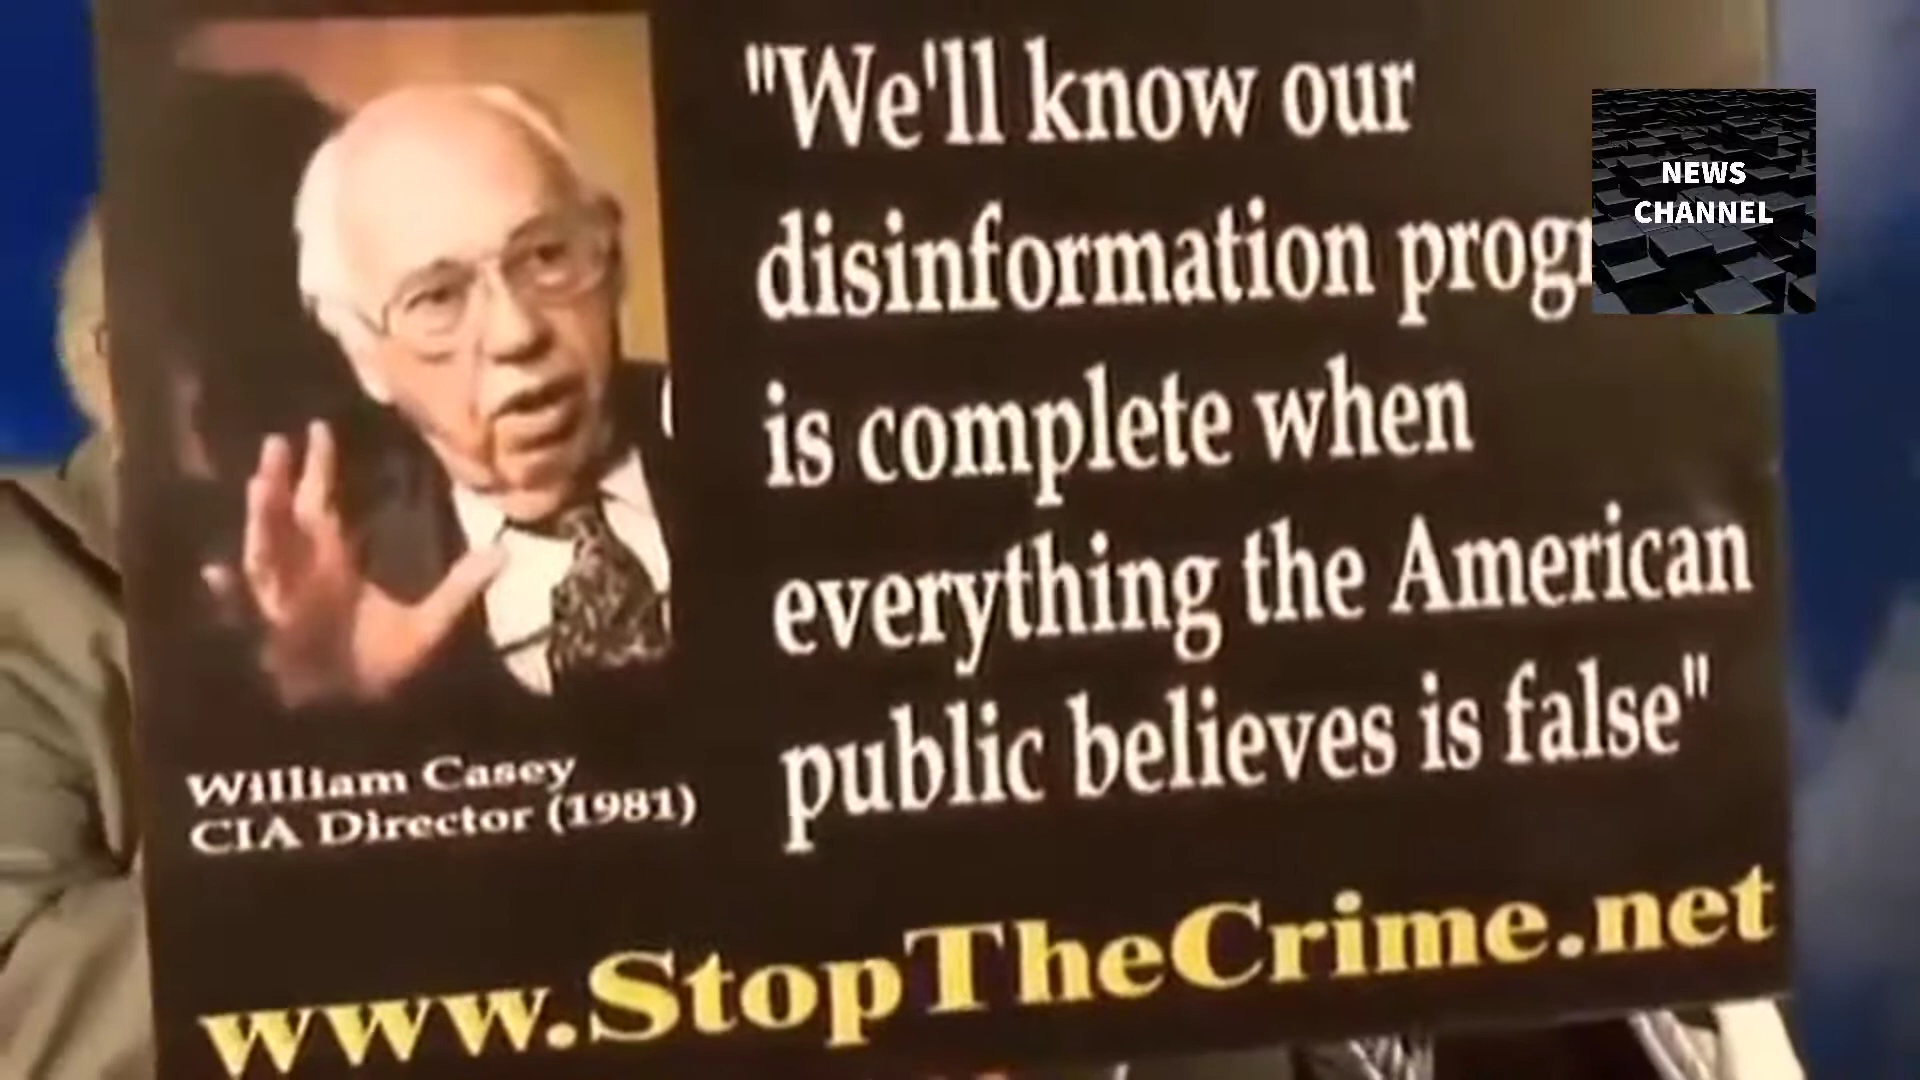 "We'll know our
disinformation progr
is complete when
everything the American
public believes is false"
William Casey
CIA Director (1981)
www.StopTheCrime.net
NEWS
CHANNEL